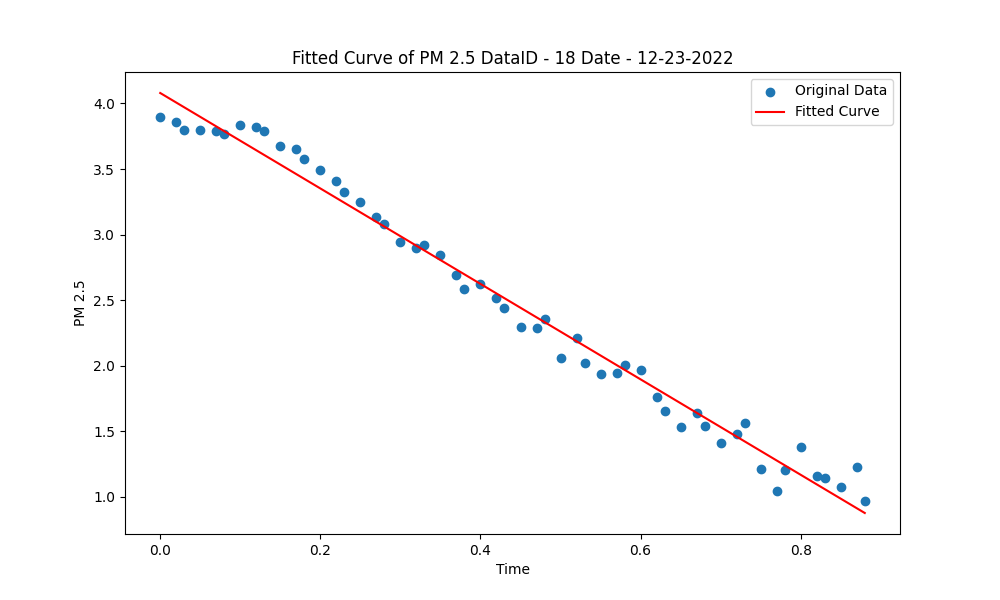 Fitted Curve of PM 2.5 DataID - 18 Date - 12-23-2022
Original Data
Fitted Curve
4.0
3.5
3.0
2.5
2.0
1.5
1.0
PM 2.5
0.0 0.2 0.4 0.6 0.8
Time